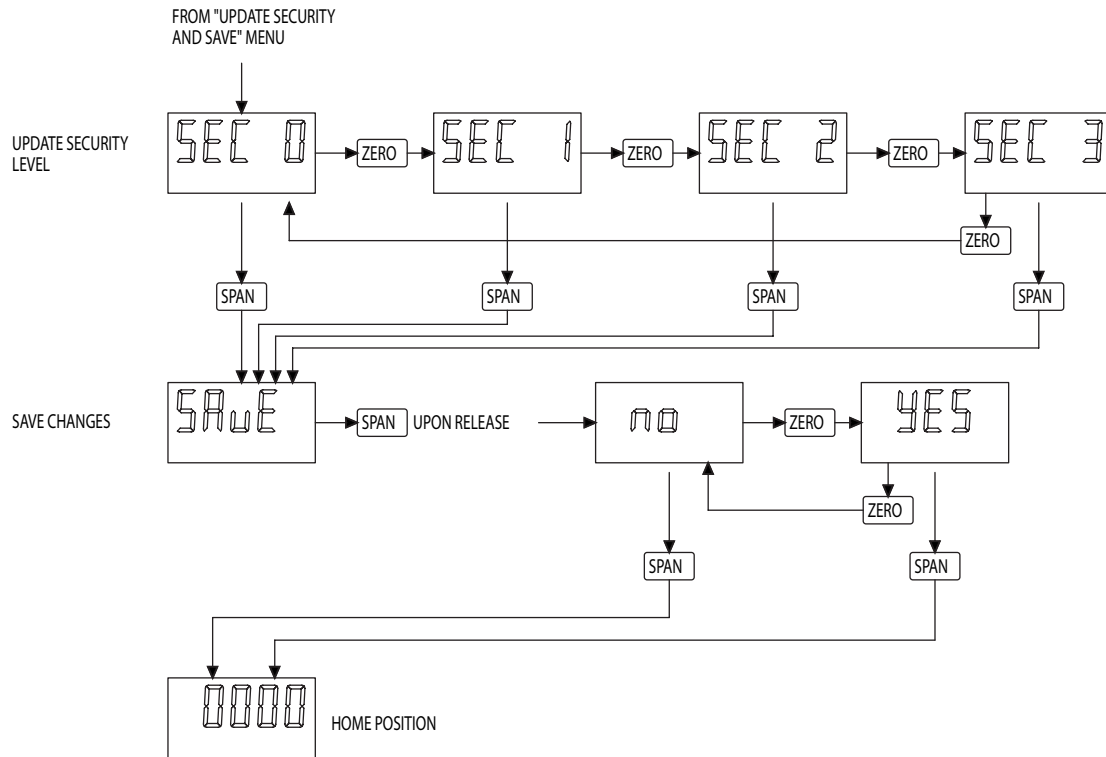 FROM "UPDATE SECURITY
AND SAVE" MENU
UPDATE SECURITY
LEVEL
SEC 0
ZERO
SEC 1
ZERO
SEC 2
ZERO
SEC 3
ZERO
SPAN
SPAN
SPAN
SPAN
SAVE CHANGES
SAvE
SPAN
UPON RELEASE
no
ZERO
YES
ZERO
SPAN
SPAN
0000
HOME POSITION